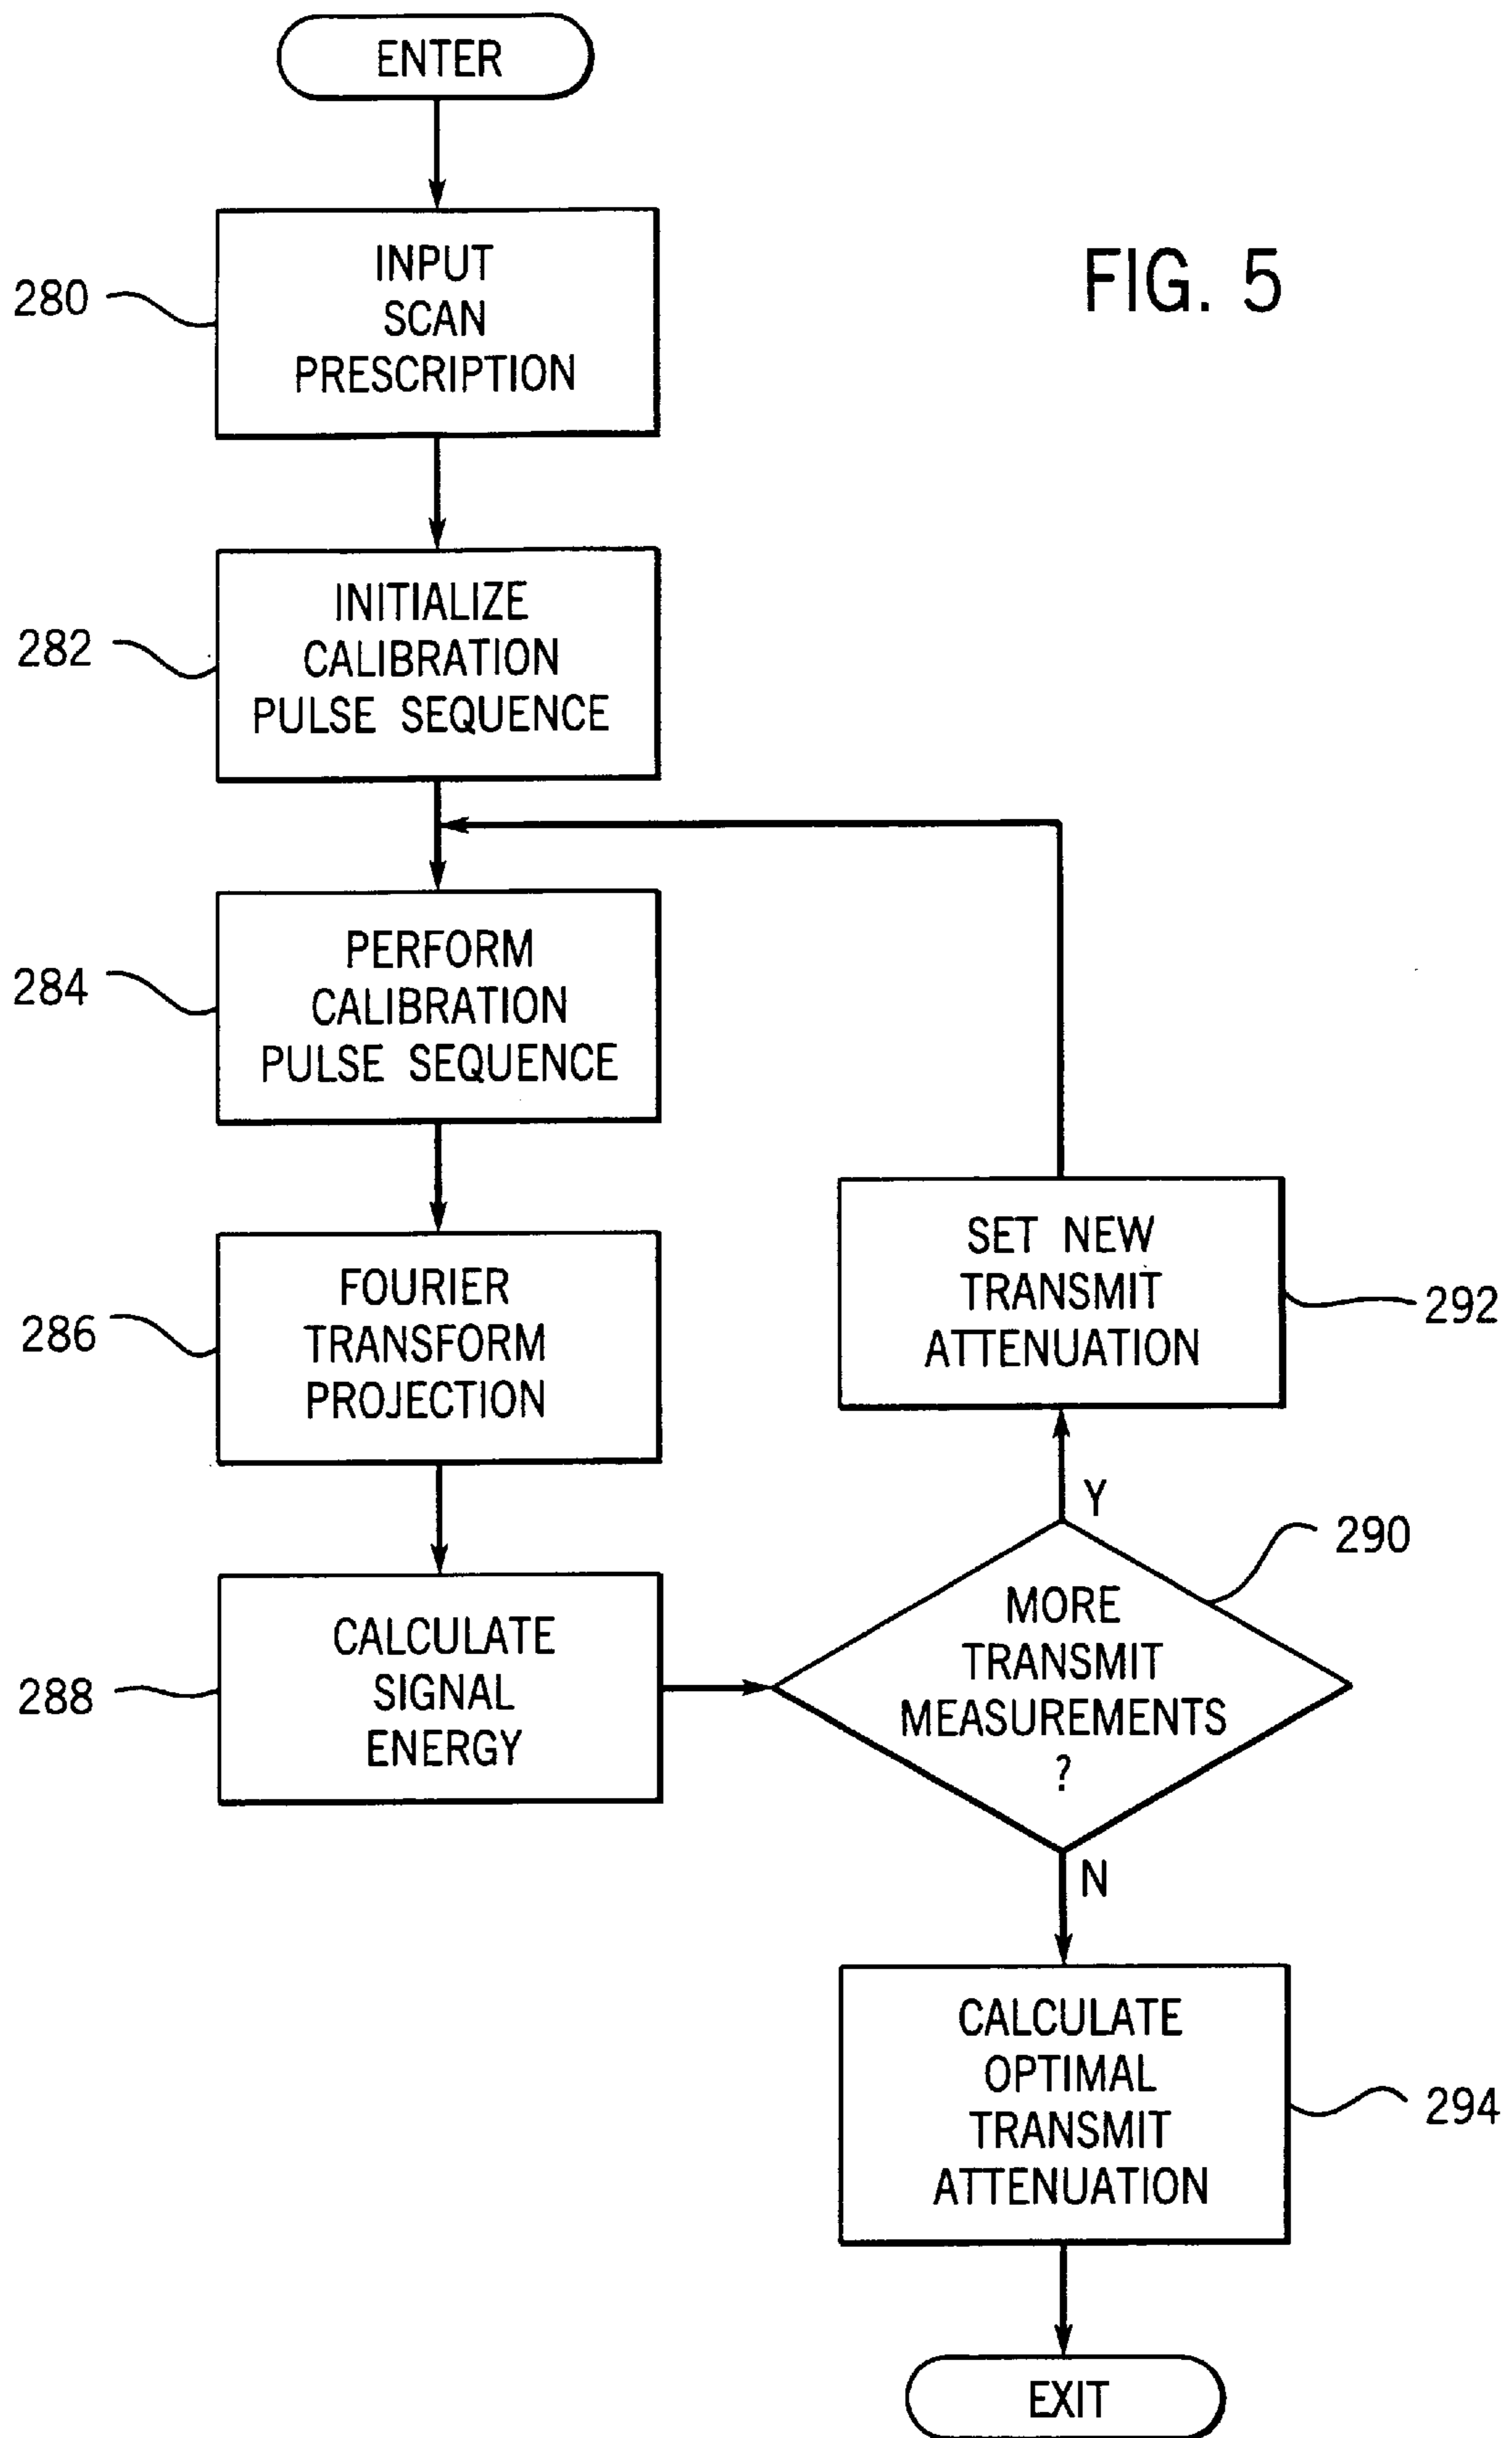 ENTER
FIG. 5
280
INPUT
SCAN
PRESCRIPTION
282
INITIALIZE
CALIBRATION
PULSE SEQUENCE
284
PERFORM
CALIBRATION
PULSE SEQUENCE
286
FOURIER
TRANSFORM
PROJECTION
288
CALCULATE
SIGNAL
ENERGY
290
MORE
TRANSMIT
MEASUREMENTS
?
Y
SET NEW
TRANSMIT
ATTENUATION
292
N
CALCULATE
OPTIMAL
TRANSMIT
ATTENUATION
294
EXIT